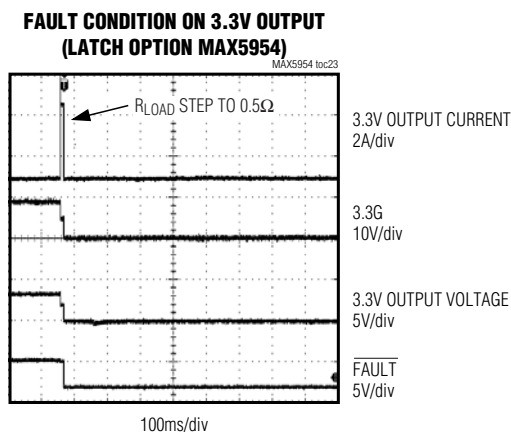 FAULT CONDITION ON 3.3V OUTPUT
(LATCH OPTION MAX5954)
MAX5954 toc23
RLOAD STEP TO 0.5Ω
3.3V OUTPUT CURRENT
2A/div
3.3G
10V/div
3.3V OUTPUT VOLTAGE
5V/div
FAULT
5V/div
100ms/div